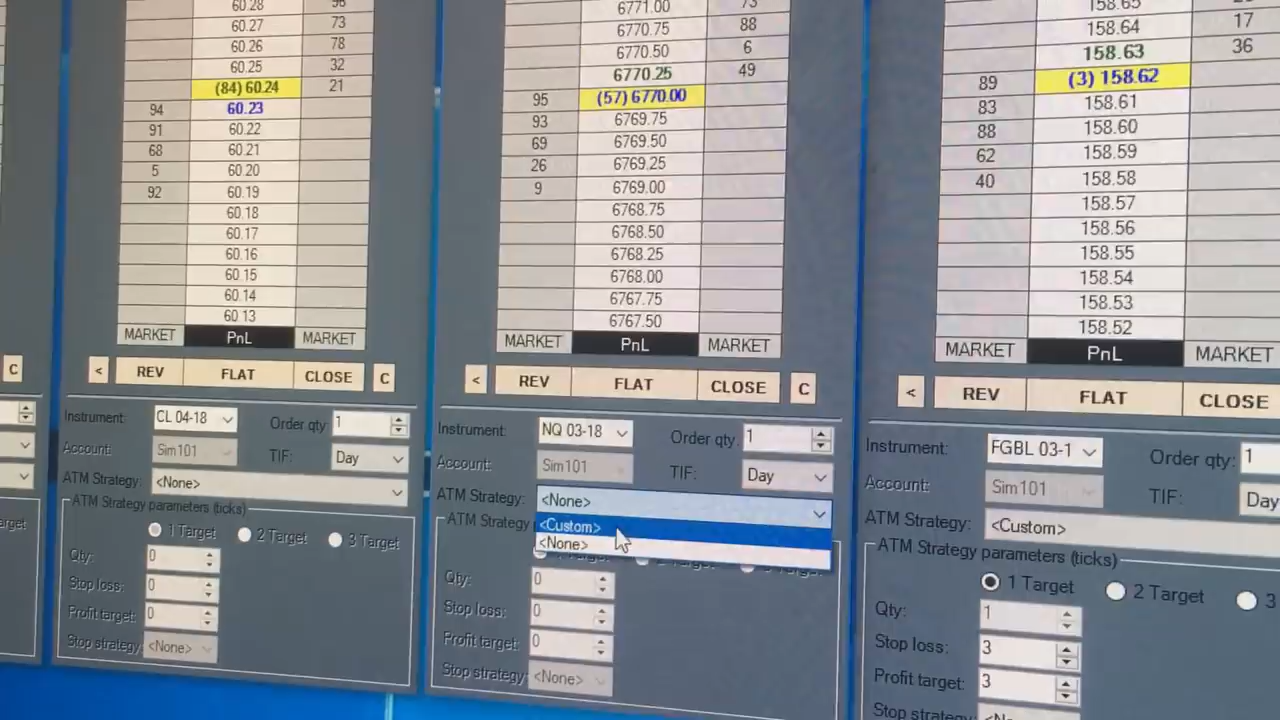 60.28 96
60.27 73
60.26 78
60.25 32
(84) 60.24 21
94 60.23
91 60.22
68 60.21
5 60.20
92 60.19
60.18
60.17
60.16
60.15
60.14
60.13
MARKET PnL MARKET
C
< REV FLAT CLOSE C
Instrument: CL 04-18 Order qty: 1
Account: Sim101 TIF: Day
ATM Strategy: <None>
ATM Strategy parameters (ticks)
1 Target 2 Target 3 Target
Qty: 0
Stop loss: 0
Profit target: 0
Stop strategy: <None>
6771.00 73
6770.75 88
6770.50 6
6770.25 49
95 (57) 6770.00
93 6769.75
69 6769.50
26 6769.25
9 6769.00
6768.75
6768.50
6768.25
6768.00
6767.75
6767.50
MARKET PnL MARKET
< REV FLAT CLOSE C
Instrument: NQ 03-18 Order qty: 1
Account: Sim101 TIF: Day
ATM Strategy: <None>
<Custom>
<None>
ATM Strategy
Qty: 0
Stop loss: 0
Profit target: 0
Stop strategy: <None>
158.65
158.64 17
158.63 36
89 (3) 158.62
83 158.61
88 158.60
62 158.59
40 158.58
158.57
158.56
158.55
158.54
158.53
158.52
MARKET PnL MARKET
< REV FLAT CLOSE
Instrument: FGBL 03-1 Order qty: 1
Account: Sim101 TIF: Day
ATM Strategy: <Custom>
ATM Strategy parameters (ticks)
1 Target 2 Target 3
Qty: 1
Stop loss: 3
Profit target: 3
Stop strategy